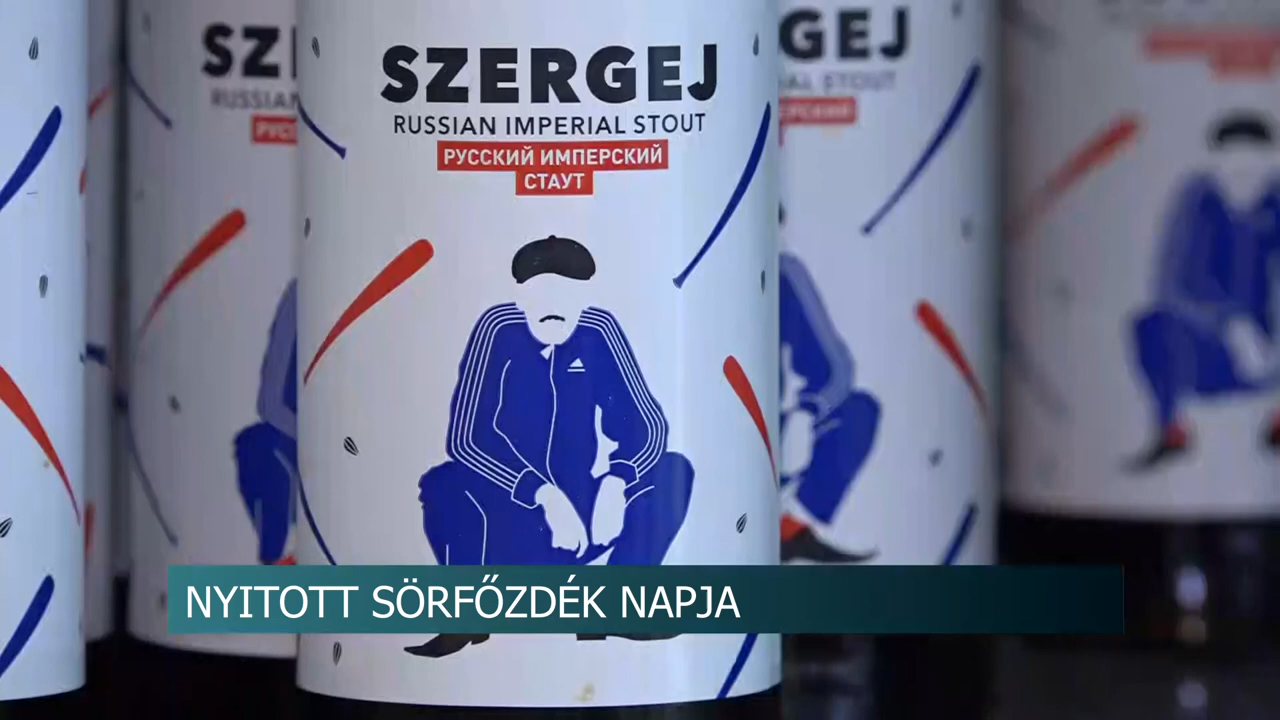 SZERGEJ
RUSSIAN IMPERIAL STOUT
РУССКИЙ ИМПЕРСКИЙ
СТАУТ
NYITOTT SÖRFŐZDÉK NAPJA